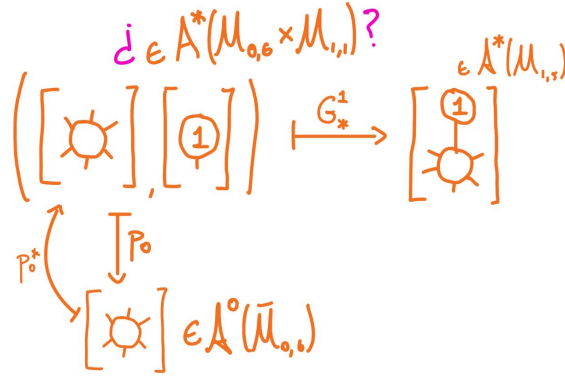 ¿ ∈ A*(M₀,₆ × M₁,₁)?
∈ A*(M₁,₅)
( [ ] , [ 1 ] ) ↦ G¹* [ 1 ]
p₀* p₀
[ ] ∈ A⁰(M̄₀,₆)